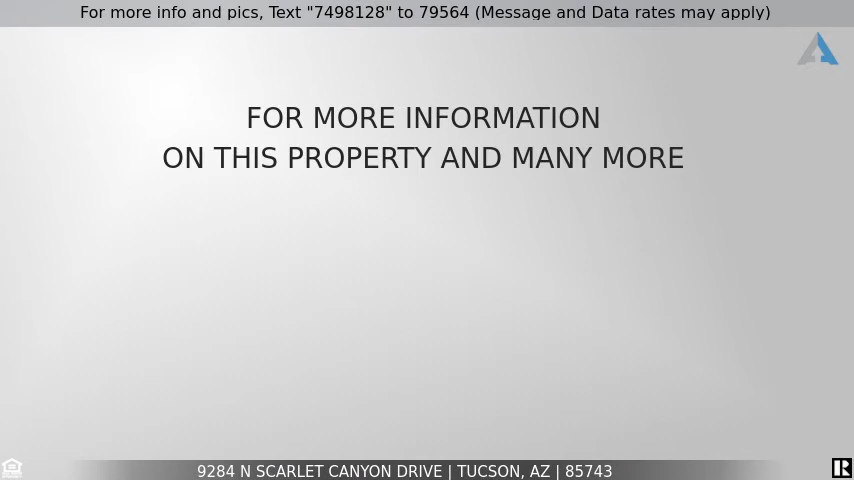 For more info and pics, Text "7498128" to 79564 (Message and Data rates may apply)
FOR MORE INFORMATION
ON THIS PROPERTY AND MANY MORE
9284 N SCARLET CANYON DRIVE | TUCSON, AZ | 85743